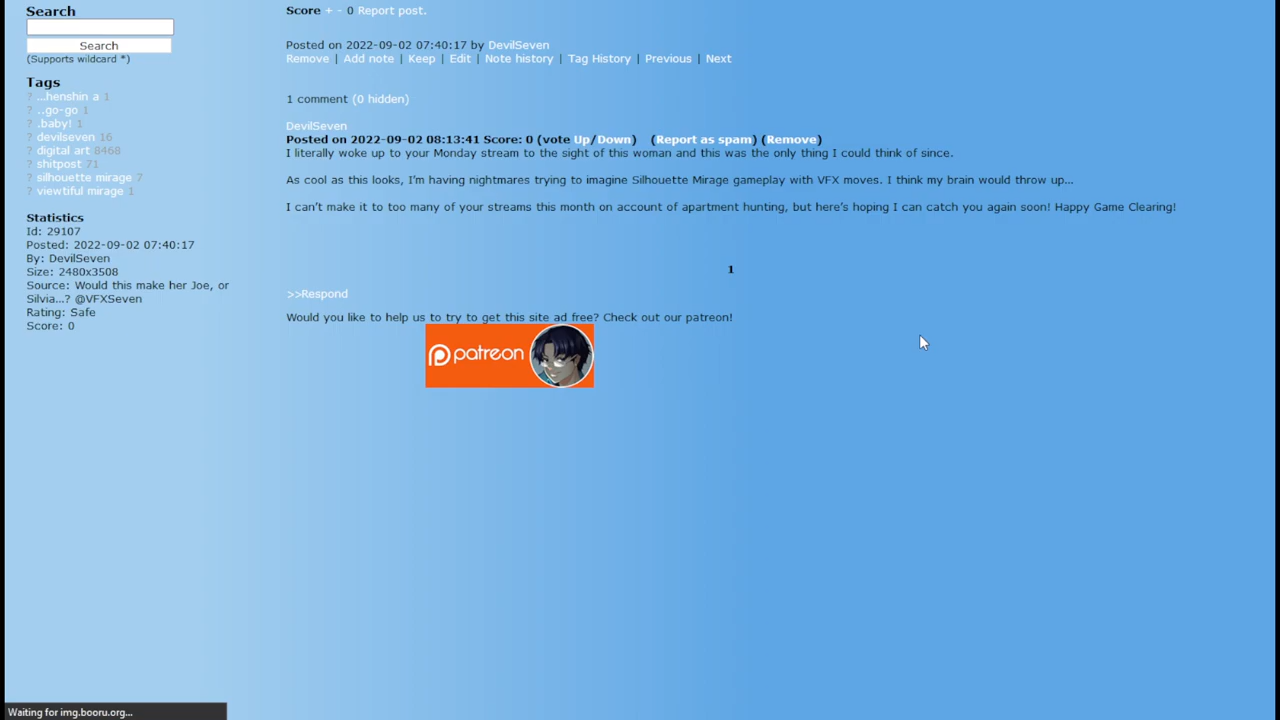 Search
Search
(Supports wildcard *)
Tags
? ...henshin a 1
? ..go-go 1
? .baby! 1
? devilseven 16
? digital art 8468
? shitpost 71
? silhouette mirage 7
? viewtiful mirage 1
Statistics
Id: 29107
Posted: 2022-09-02 07:40:17
By: DevilSeven
Size: 2480x3508
Source: Would this make her Joe, or
Silvia...? @VFXSeven
Rating: Safe
Score: 0
Score + - 0 Report post.
Posted on 2022-09-02 07:40:17 by DevilSeven
Remove | Add note | Keep | Edit | Note history | Tag History | Previous | Next
1 comment (0 hidden)
DevilSeven
Posted on 2022-09-02 08:13:41 Score: 0 (vote Up/Down) (Report as spam) (Remove)
I literally woke up to your Monday stream to the sight of this woman and this was the only thing I could think of since.
As cool as this looks, I'm having nightmares trying to imagine Silhouette Mirage gameplay with VFX moves. I think my brain would throw up...
I can't make it to too many of your streams this month on account of apartment hunting, but here's hoping I can catch you again soon! Happy Game Clearing!
1
>>Respond
Would you like to help us to try to get this site ad free? Check out our patreon!
patreon
Waiting for img.booru.org...